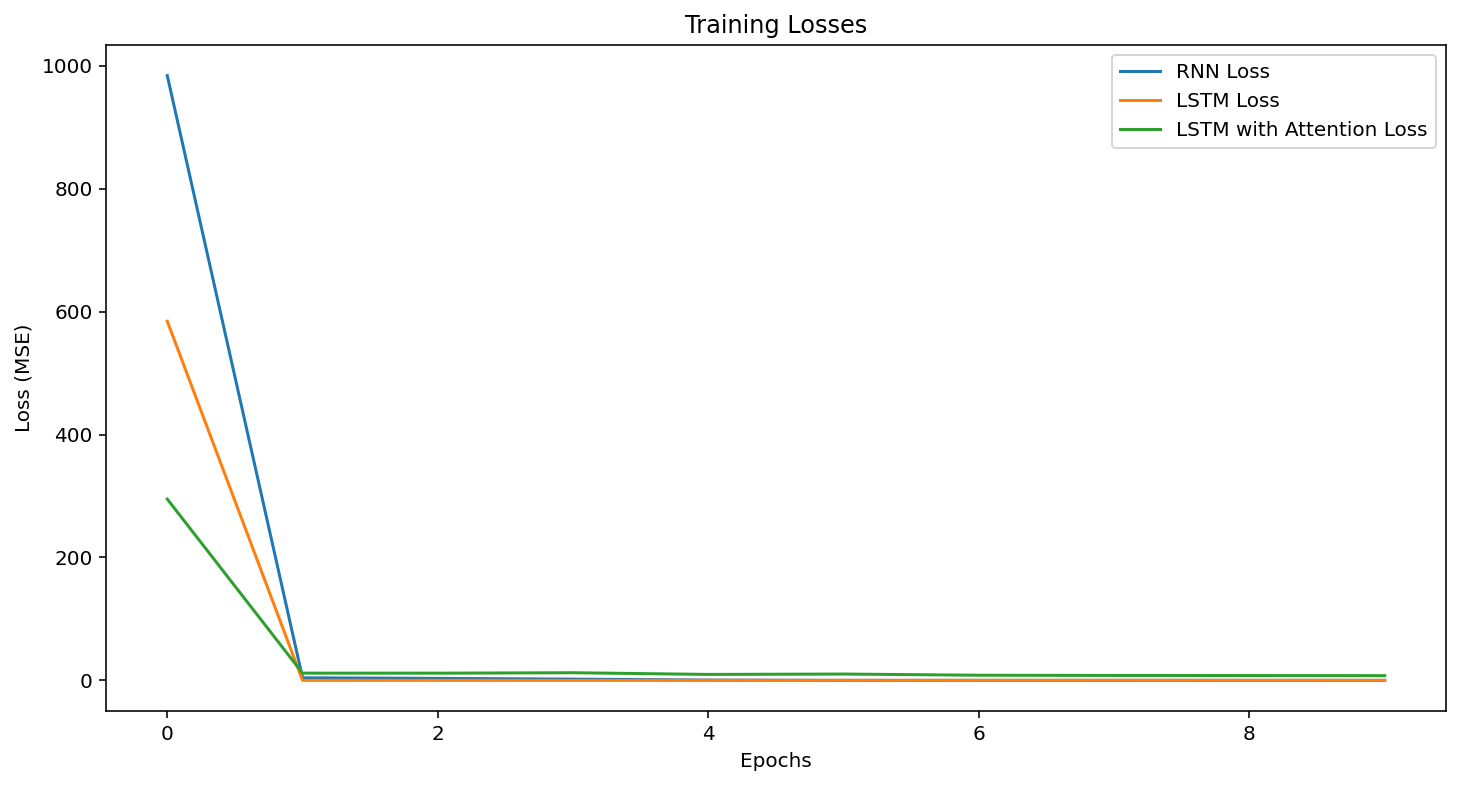 Training Losses
RNN Loss
LSTM Loss
LSTM with Attention Loss
1000
800
600
400
200
0
Loss (MSE)
0 2 4 6 8
Epochs